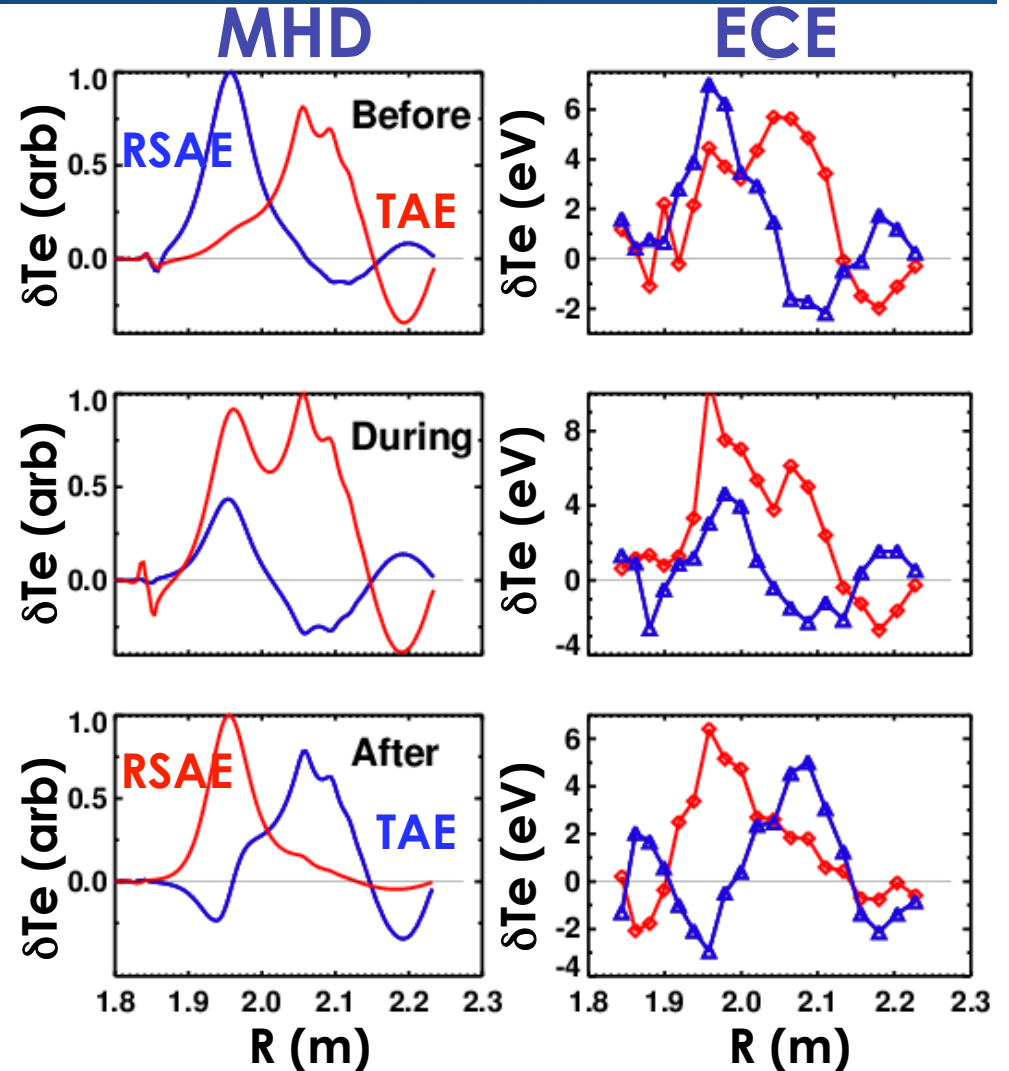 MHD ECE
δTe (arb)
1.0
0.5
0.0
RSAE
Before
TAE
δTe (eV)
6
4
2
0
-2
δTe (arb)
1.0
0.5
0.0
During
δTe (eV)
8
4
0
-4
δTe (arb)
1.0
0.5
0.0
RSAE
After
TAE
1.8 1.9 2.0 2.1 2.2 2.3
R (m)
δTe (eV)
6
4
2
0
-2
-4
1.8 1.9 2.0 2.1 2.2 2.3
R (m)